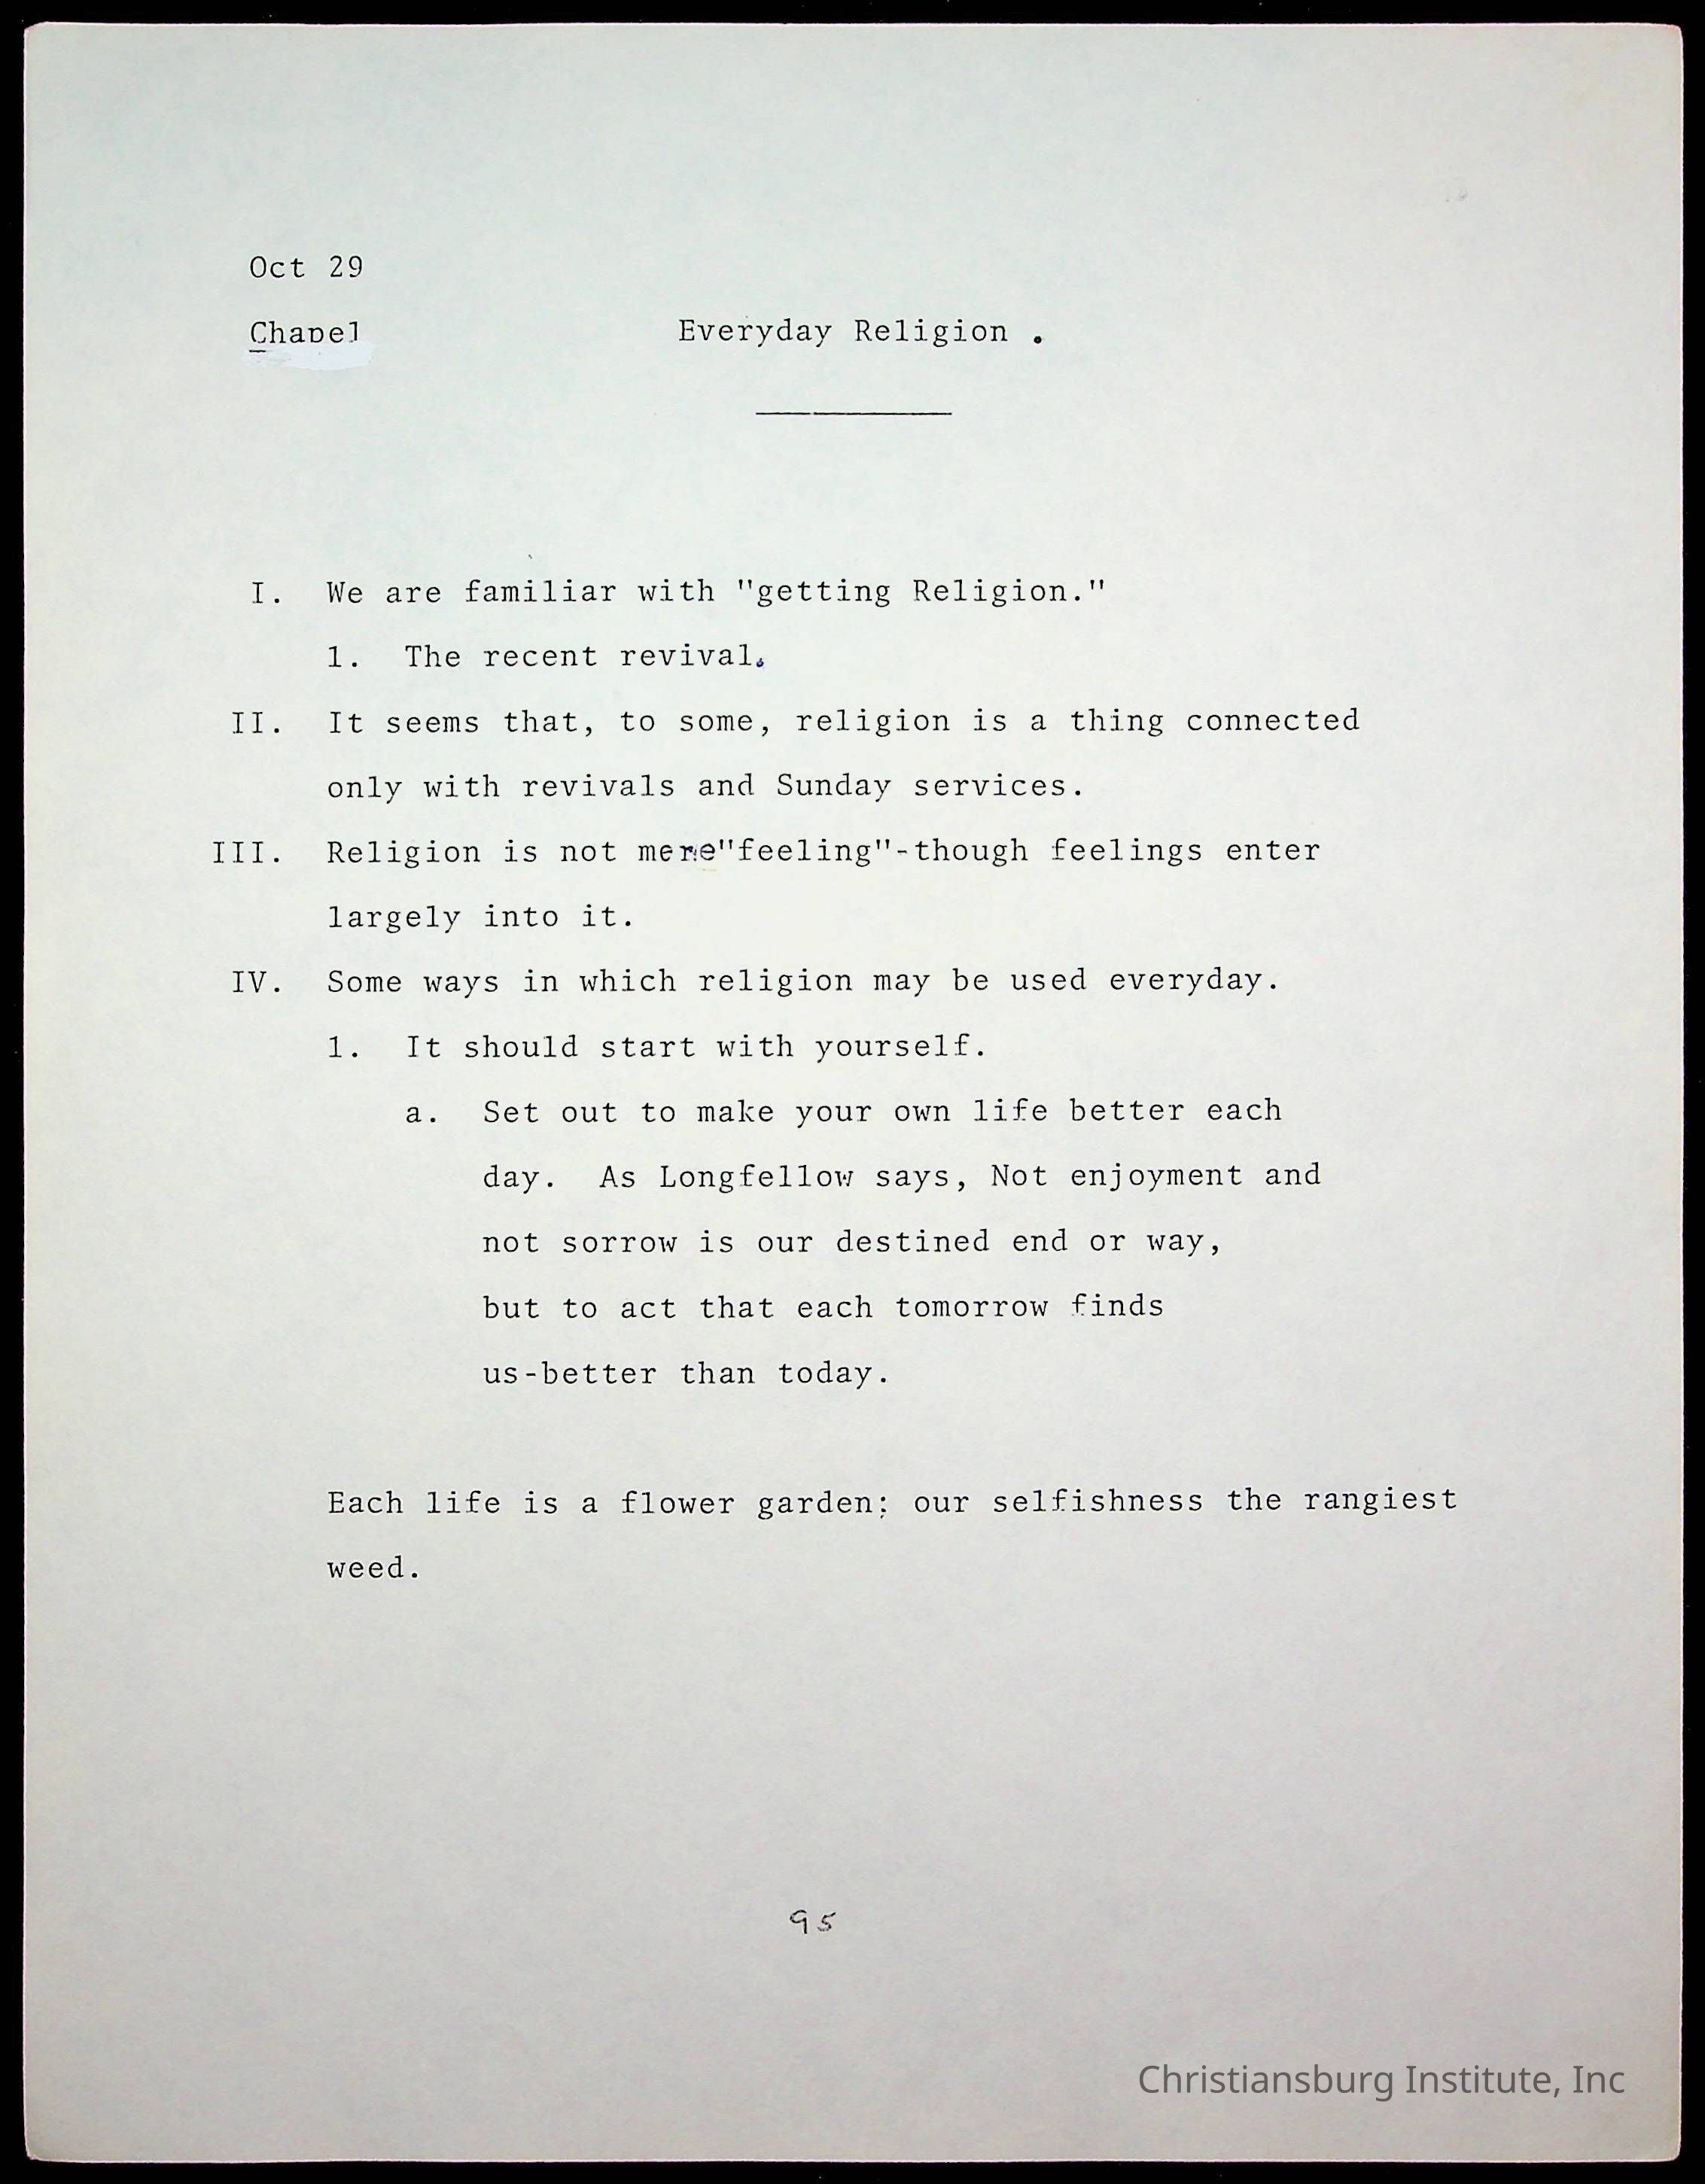 Oct 29
Chapel Everyday Religion .
I. We are familiar with "getting Religion."
1. The recent revival.
II. It seems that, to some, religion is a thing connected
only with revivals and Sunday services.
III. Religion is not mere"feeling"-though feelings enter
largely into it.
IV. Some ways in which religion may be used everyday.
1. It should start with yourself.
a. Set out to make your own life better each
day. As Longfellow says, Not enjoyment and
not sorrow is our destined end or way,
but to act that each tomorrow finds
us-better than today.
Each life is a flower garden; our selfishness the rangiest
weed.
95
Christiansburg Institute, Inc